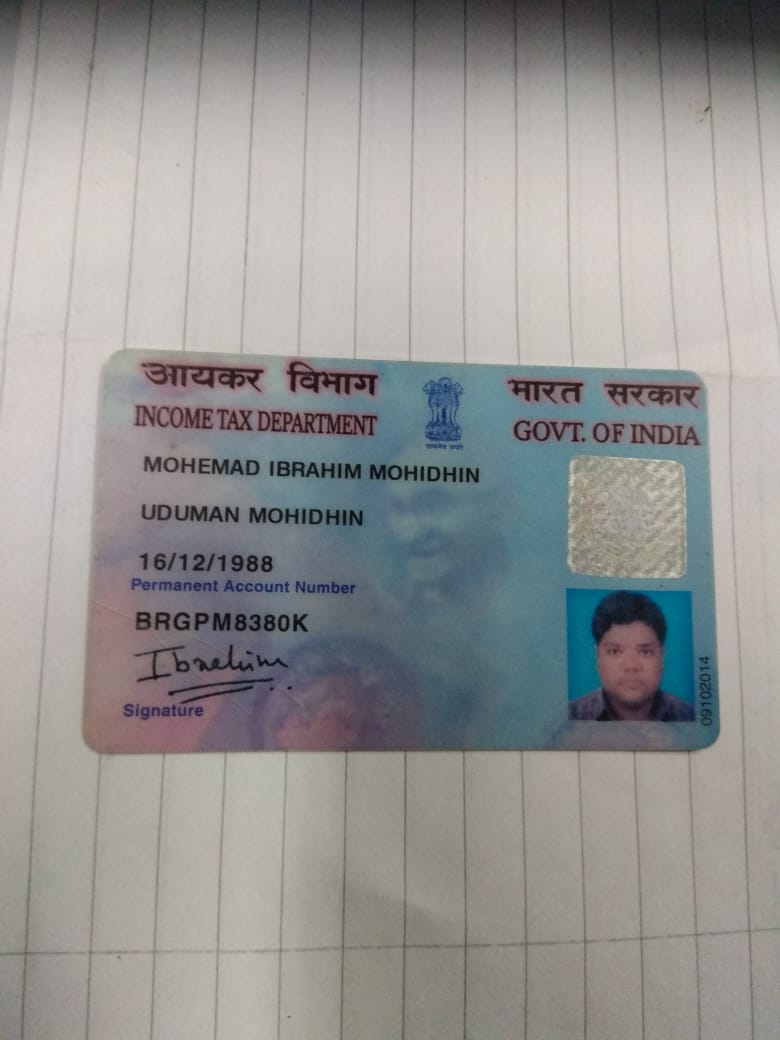 आयकर विभाग
भारत सरकार
INCOME TAX DEPARTMENT
GOVT. OF INDIA
सत्यमेव जयते
MOHEMAD IBRAHIM MOHIDHIN
UDUMAN MOHIDHIN
16/12/1988
Permanent Account Number
BRGPM8380K
Ibrahim
Signature
09102014